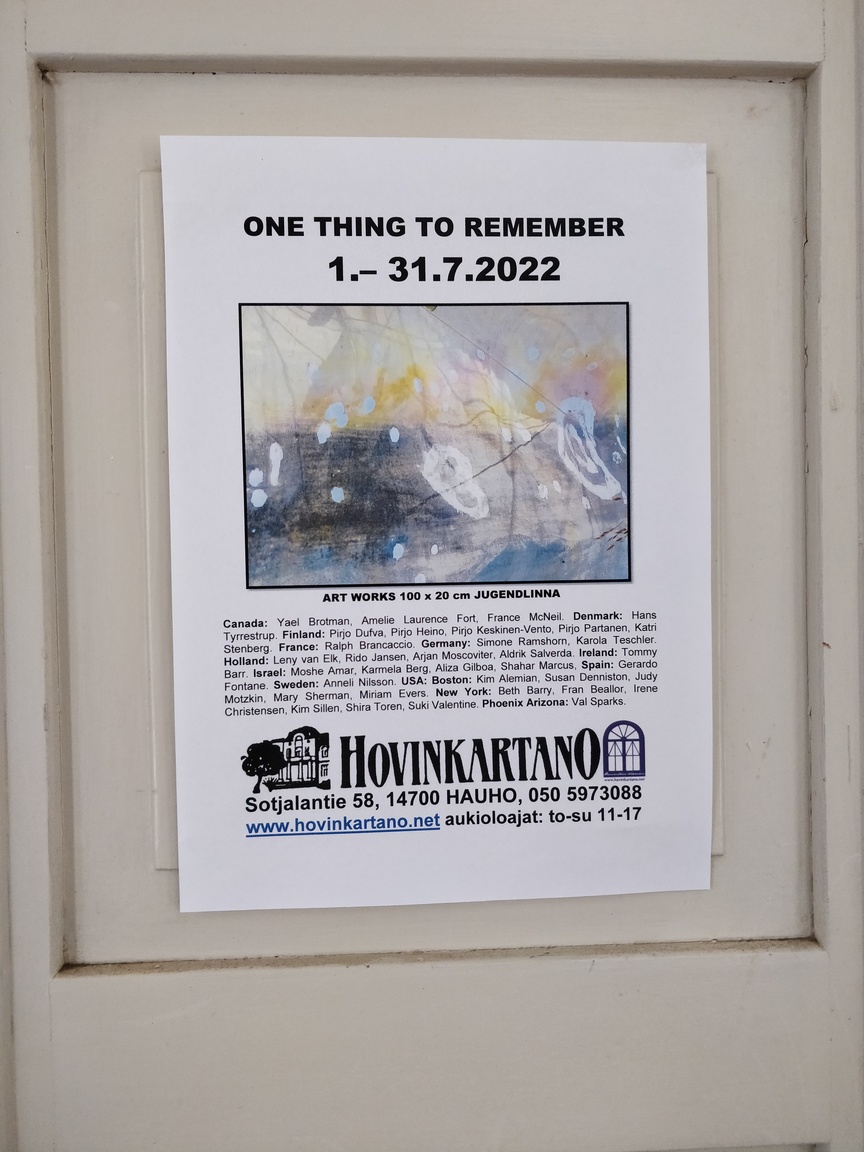 ONE THING TO REMEMBER
1.– 31.7.2022
ART WORKS 100 x 20 cm JUGENDLINNA
Canada: Yael Brotman, Amelie Laurence Fort, France McNeil. Denmark: Hans
Tyrrestrup. Finland: Pirjo Dufva, Pirjo Heino, Pirjo Keskinen-Vento, Pirjo Partanen, Katri
Stenberg. France: Ralph Brancaccio. Germany: Simone Ramshorn, Karola Teschler.
Holland: Leny van Elk, Rido Jansen, Arjan Moscoviter, Aldrik Salverda. Ireland: Tommy
Barr. Israel: Moshe Amar, Karmela Berg, Aliza Gilboa, Shahar Marcus, Spain: Gerardo
Fontane. Sweden: Anneli Nilsson. USA: Boston: Kim Alemian, Susan Denniston, Judy
Motzkin, Mary Sherman, Miriam Evers. New York: Beth Barry, Fran Beallor, Irene
Christensen, Kim Sillen, Shira Toren, Suki Valentine. Phoenix Arizona: Val Sparks.
HOVINKARTANO
www.hovinkartano.net
Sotjalantie 58, 14700 HAUHO, 050 5973088
www.hovinkartano.net aukioloajat: to-su 11-17